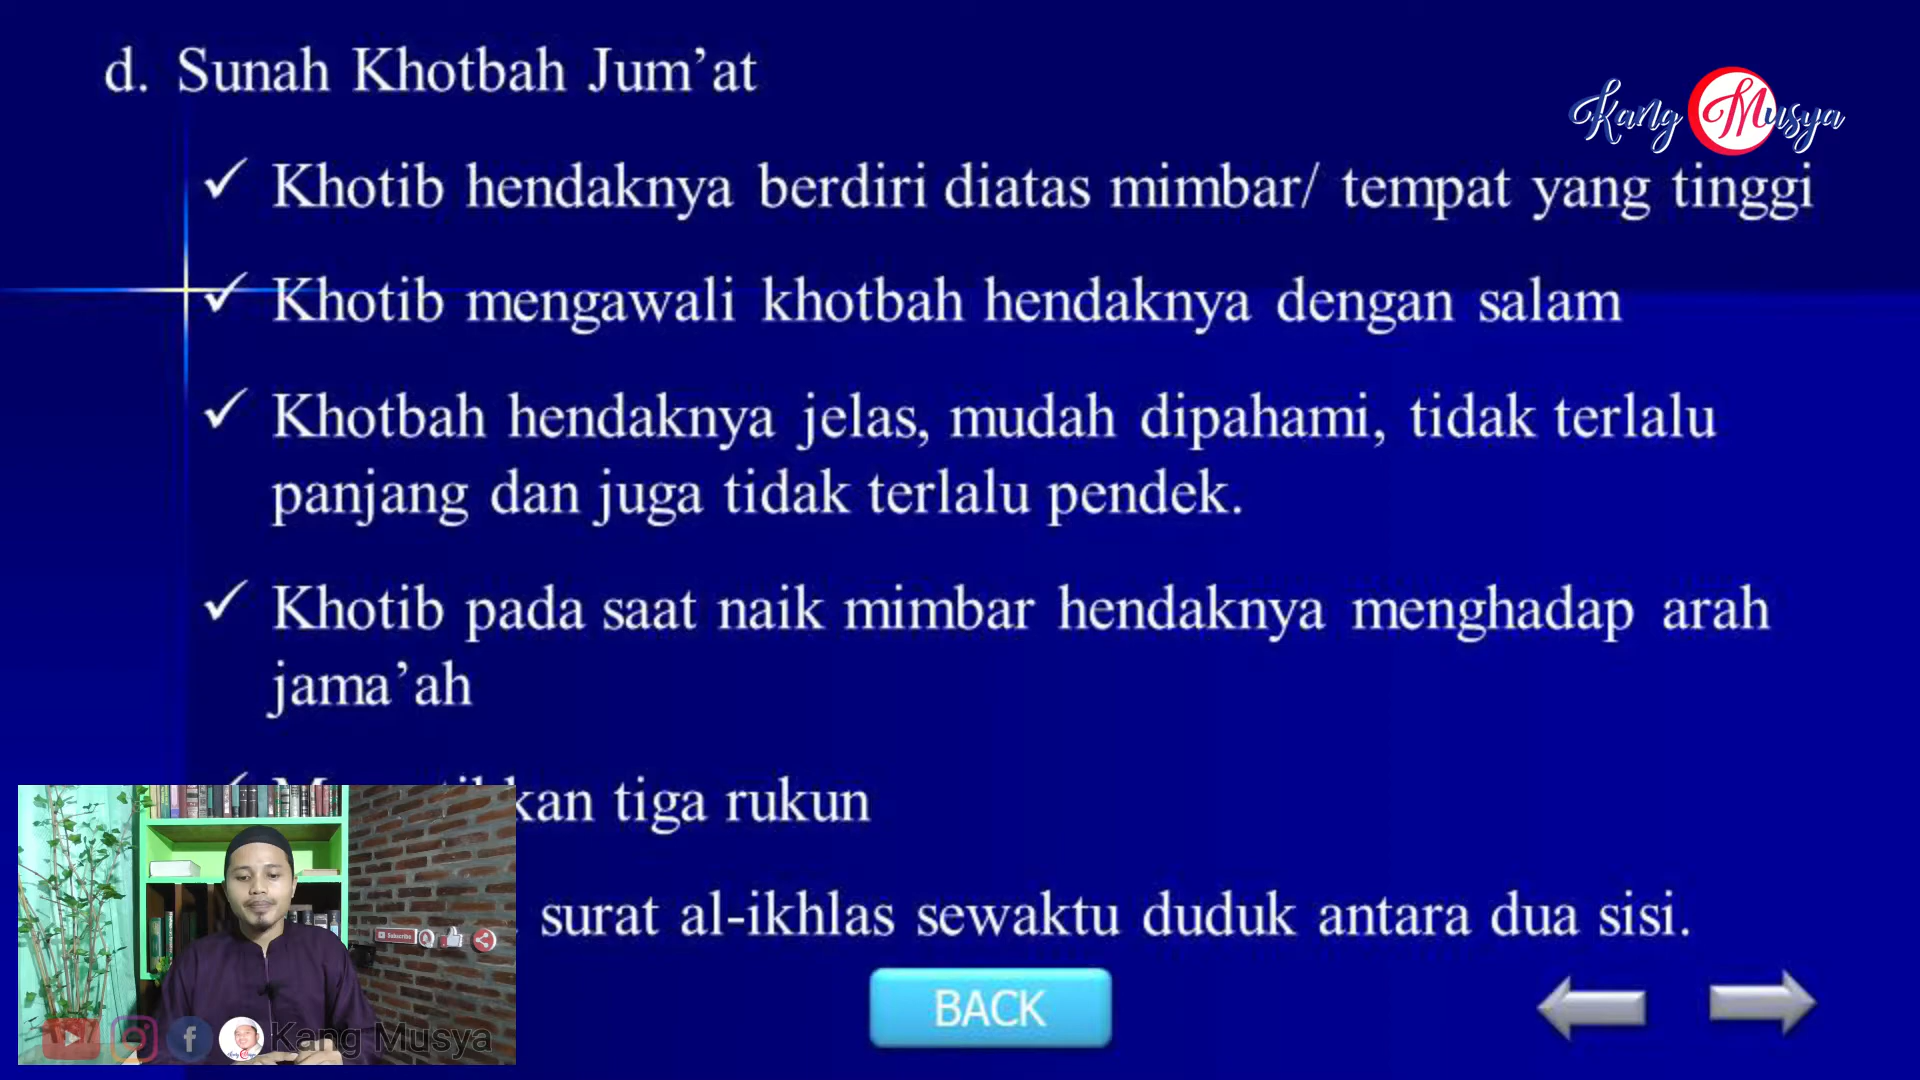 d. Sunah Khotbah Jum’at
Kang Musya
✓ Khotib hendaknya berdiri diatas mimbar/ tempat yang tinggi
✓ Khotib mengawali khotbah hendaknya dengan salam
✓ Khotbah hendaknya jelas, mudah dipahami, tidak terlalu
panjang dan juga tidak terlalu pendek.
✓ Khotib pada saat naik mimbar hendaknya menghadap arah
jama’ah
tiga rukun
surat al-ikhlas sewaktu duduk antara dua sisi.
Subscribe
Kang Musya
BACK